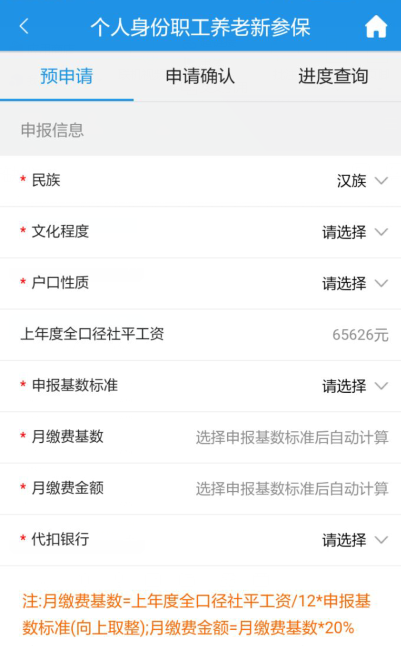 个人身份职工养老新参保
预申请 申请确认 进度查询
申报信息
* 民族 汉族
* 文化程度 请选择
* 户口性质 请选择
上年度全口径社平工资 65626元
* 申报基数标准 请选择
* 月缴费基数 选择申报基数标准后自动计算
* 月缴费金额 选择申报基数标准后自动计算
* 代扣银行 请选择
注:月缴费基数=上年度全口径社平工资/12*申报基
数标准(向上取整);月缴费金额=月缴费基数*20%